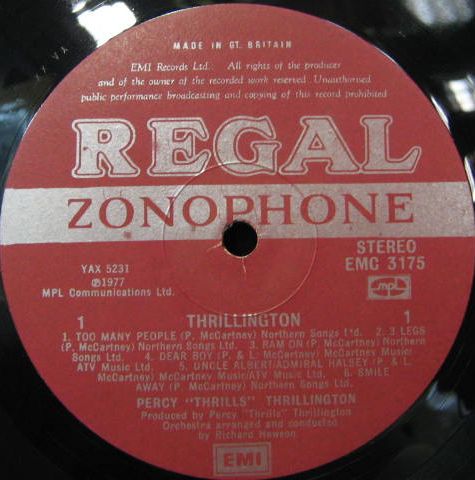 MADE IN GT. BRITAIN
EMI Records Ltd. All rights of the producer
and of the owner of the recorded work reserved. Unauthorised
public performance broadcasting and copying of this record prohibited
REGAL
ZONOPHONE
YAX 5231
℗1977
MPL Communications Ltd.
STEREO
EMC 3175
mpl
1 THRILLINGTON 1
1. TOO MANY PEOPLE (P. McCartney) Northern Songs Ltd. 2. 3 LEGS
(P. McCartney) Northern Songs Ltd. 3. RAM ON (P. McCartney) Northern
Songs Ltd. 4. DEAR BOY (P. & L. McCartney) McCartney Music/
ATV Music Ltd. 5. UNCLE ALBERT/ADMIRAL HALSEY (P. & L.
McCartney) McCartney Music/ATV Music Ltd. 6. SMILE
AWAY (P. McCartney) Northern Songs Ltd.
PERCY "THRILLS" THRILLINGTON
Produced by Percy "Thrills" Thrillington
Orchestra arranged and conducted
by Richard Hewson
EMI